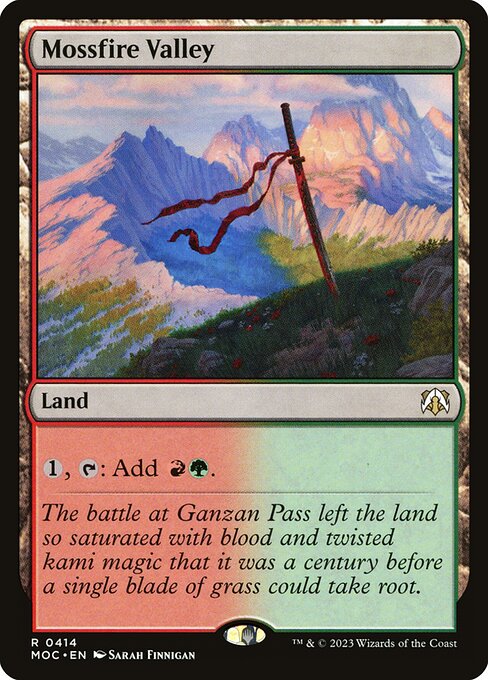 Mossfire Valley
Land
1, : Add .
The battle at Ganzan Pass left the land
so saturated with blood and twisted
kami magic that it was a century before
a single blade of grass could take root.
R 0414
MOC • EN SARAH FINNIGAN
™ & © 2023 Wizards of the Coast